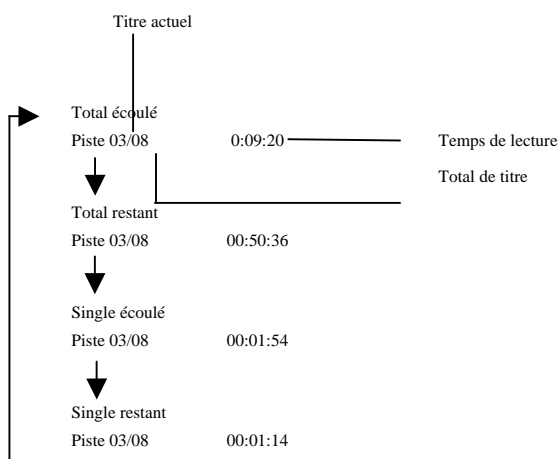 Titre actuel
Total écoulé
Piste 03/08 0:09:20 Temps de lecture
Total de titre
Total restant
Piste 03/08 00:50:36
Single écoulé
Piste 03/08 00:01:54
Single restant
Piste 03/08 00:01:14